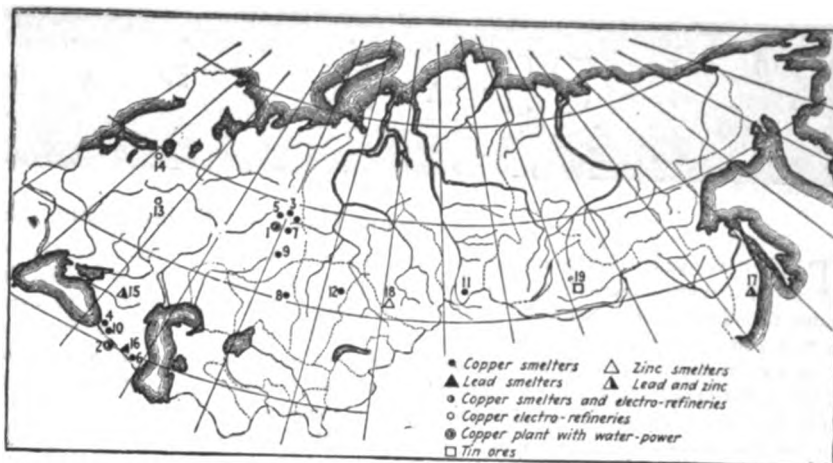 14
13
5 3
1 7
9
8
12
18
11
19
17
15
4
10
2 16
6
Copper smelters
Zinc smelters
Lead smelters
Lead and zinc
Copper smelters and electro-refineries
Copper electro-refineries
Copper plant with water-power
Tin ores